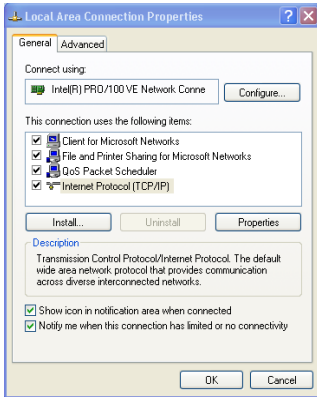 Local Area Connection Properties
General Advanced
Connect using:
Intel(R) PRO/100 VE Network Conne
Configure...
This connection uses the following items:
Client for Microsoft Networks
File and Printer Sharing for Microsoft Networks
QoS Packet Scheduler
Internet Protocol (TCP/IP)
Install... Uninstall Properties
Description
Transmission Control Protocol/Internet Protocol. The default
wide area network protocol that provides communication
across diverse interconnected networks.
Show icon in notification area when connected
Notify me when this connection has limited or no connectivity
OK Cancel